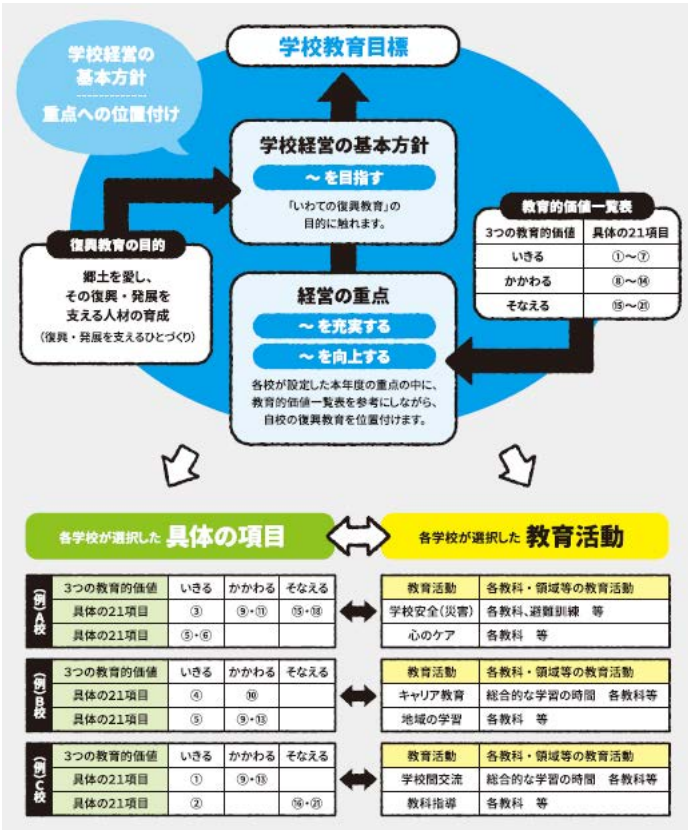 学校経営の
基本方針
重点への位置付け
学校教育目標
学校経営の基本方針
～を目指す
「いわての復興教育」の
目的に触れます。
復興教育の目的
郷土を愛し、
その復興・発展を
支える人材の育成
(復興・発展を支えるひとづくり)
教育的価値一覧表
3つの教育的価値 具体の21項目
いきる ①～⑦
かかわる ⑧～⑭
そなえる ⑮～㉑
経営の重点
～を充実する
～を向上する
各校が設定した本年度の重点の中に、
教育的価値一覧表を参考にしながら、
自校の復興教育を位置付けます。
各学校が選択した 具体の項目
各学校が選択した 教育活動
(例)A校
3つの教育的価値 いきる かかわる そなえる
具体の21項目 ③ ⑨・⑪ ⑮・⑱
具体の21項目 ⑤・⑥
教育活動 各教科・領域等の教育活動
学校安全(災害) 各教科、避難訓練 等
心のケア 各教科 等
(例)B校
3つの教育的価値 いきる かかわる そなえる
具体の21項目 ④ ⑩
具体の21項目 ⑤ ⑨・⑬
教育活動 各教科・領域等の教育活動
キャリア教育 総合的な学習の時間 各教科等
地域の学習 各教科 等
(例)C校
3つの教育的価値 いきる かかわる そなえる
具体の21項目 ① ⑨・⑬
具体の21項目 ② ⑯・㉑
教育活動 各教科・領域等の教育活動
学校間交流 総合的な学習の時間 各教科等
教科指導 各教科 等